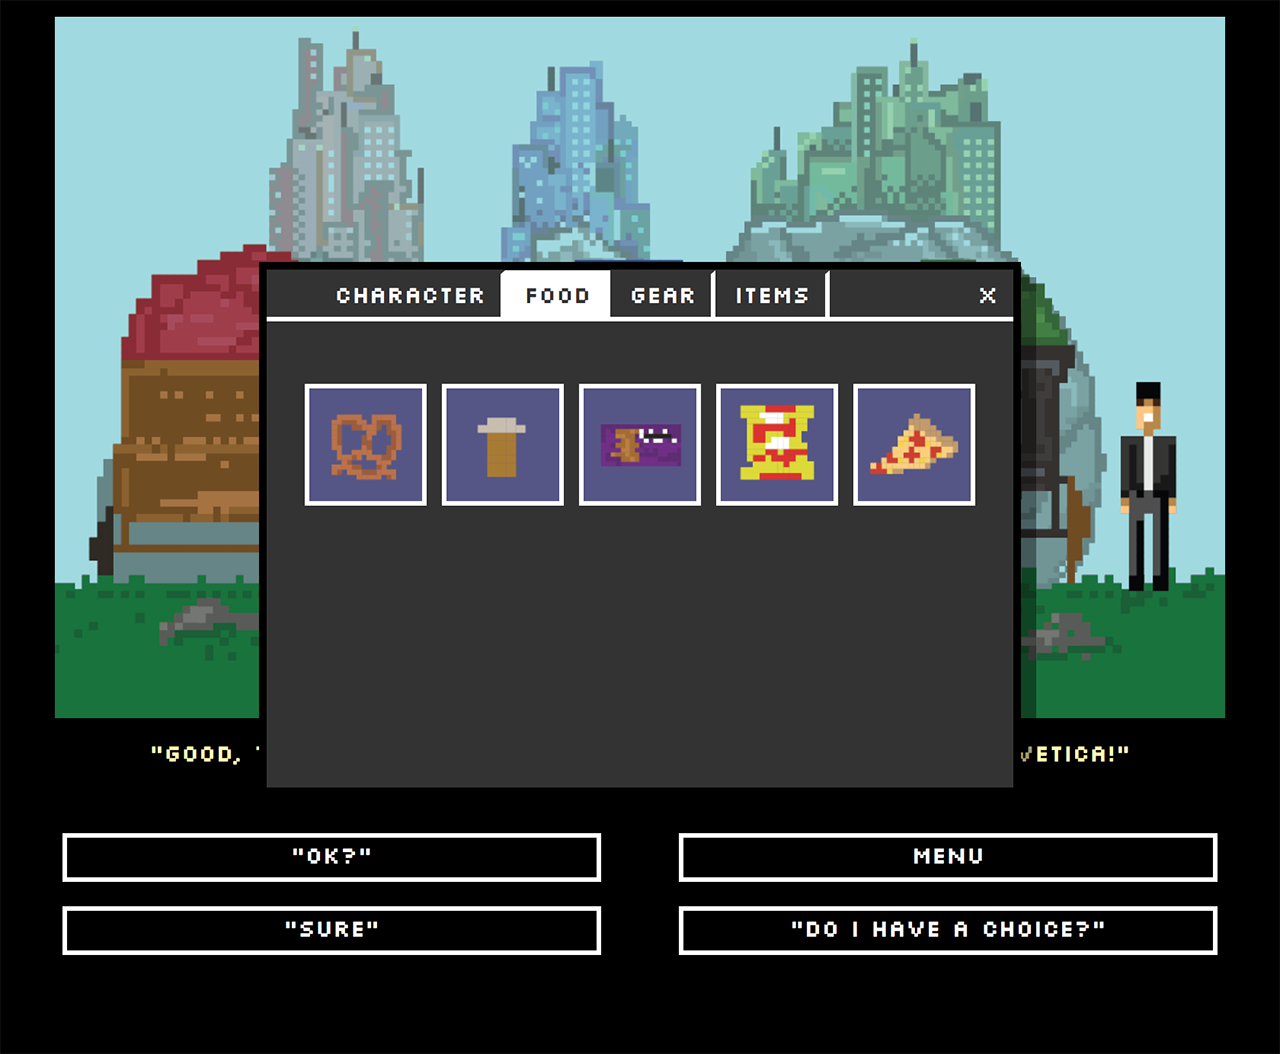 CHARACTER FOOD GEAR ITEMS X
"GOOD, ETICA!"
"OK?" MENU
"SURE" "DO I HAVE A CHOICE?"